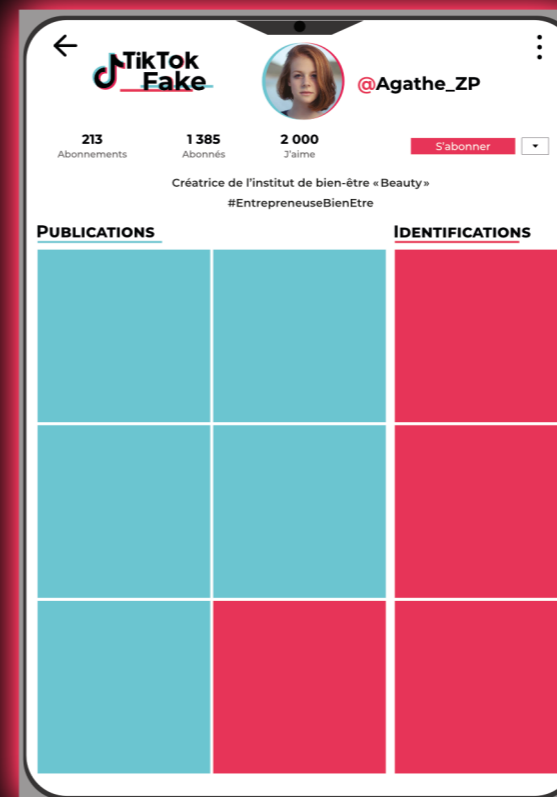 TikTok
Fake
@Agathe_ZP
213
Abonnements
1 385
Abonnés
2 000
J'aime
S'abonner
Créatrice de l'institut de bien-être «Beauty»
#EntrepreneuseBienEtre
PUBLICATIONS
IDENTIFICATIONS